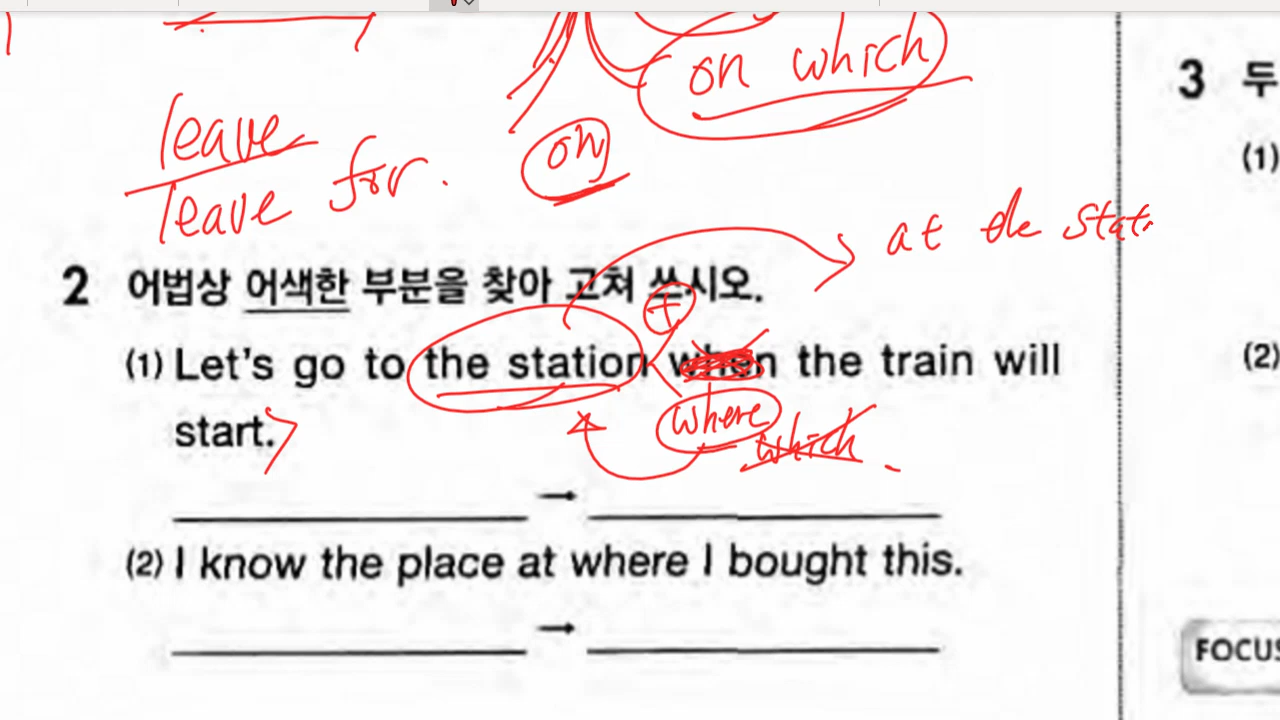 on which
leave
on
leave for.
at the stat
3 두
(1)
2 어법상 어색한 부분을 찾아 고쳐 쓰시오.
(1) Let's go to the station when the train will
start.
where
which
(2)
→
(2) I know the place at where I bought this.
→
FOCUS